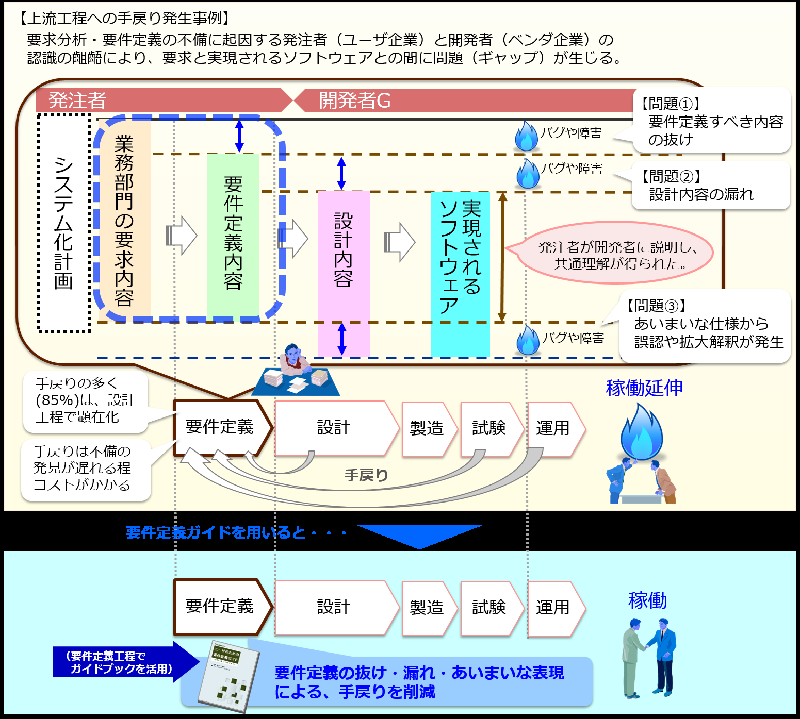 【上流工程への手戻り発生事例】
要求分析・要件定義の不備に起因する発注者（ユーザ企業）と開発者（ベンダ企業）の
認識の齟齬により、要求と実現されるソフトウェアとの間に問題（ギャップ）が生じる。
発注者
開発者G
システム化計画
業務部門の要求内容
要件定義内容
設計内容
実現される
ソフトウェア
バグや障害
バグや障害
バグや障害
【問題①】
要件定義すべき内容
の抜け
【問題②】
設計内容の漏れ
発注者が開発者に説明し、
共通理解が得られた。
【問題③】
あいまいな仕様から
誤認や拡大解釈が発生
手戻りの多く
(85%)は、設計
工程で顕在化
手戻りは不備の
発見が遅れる程
コストがかかる
要件定義
設計
製造
試験
運用
手戻り
稼働延伸
要件定義ガイドを用いると・・・
要件定義
設計
製造
試験
運用
稼働
（要件定義工程で
ガイドブックを活用）
要件定義の抜け・漏れ・あいまいな表現
による、手戻りを削減